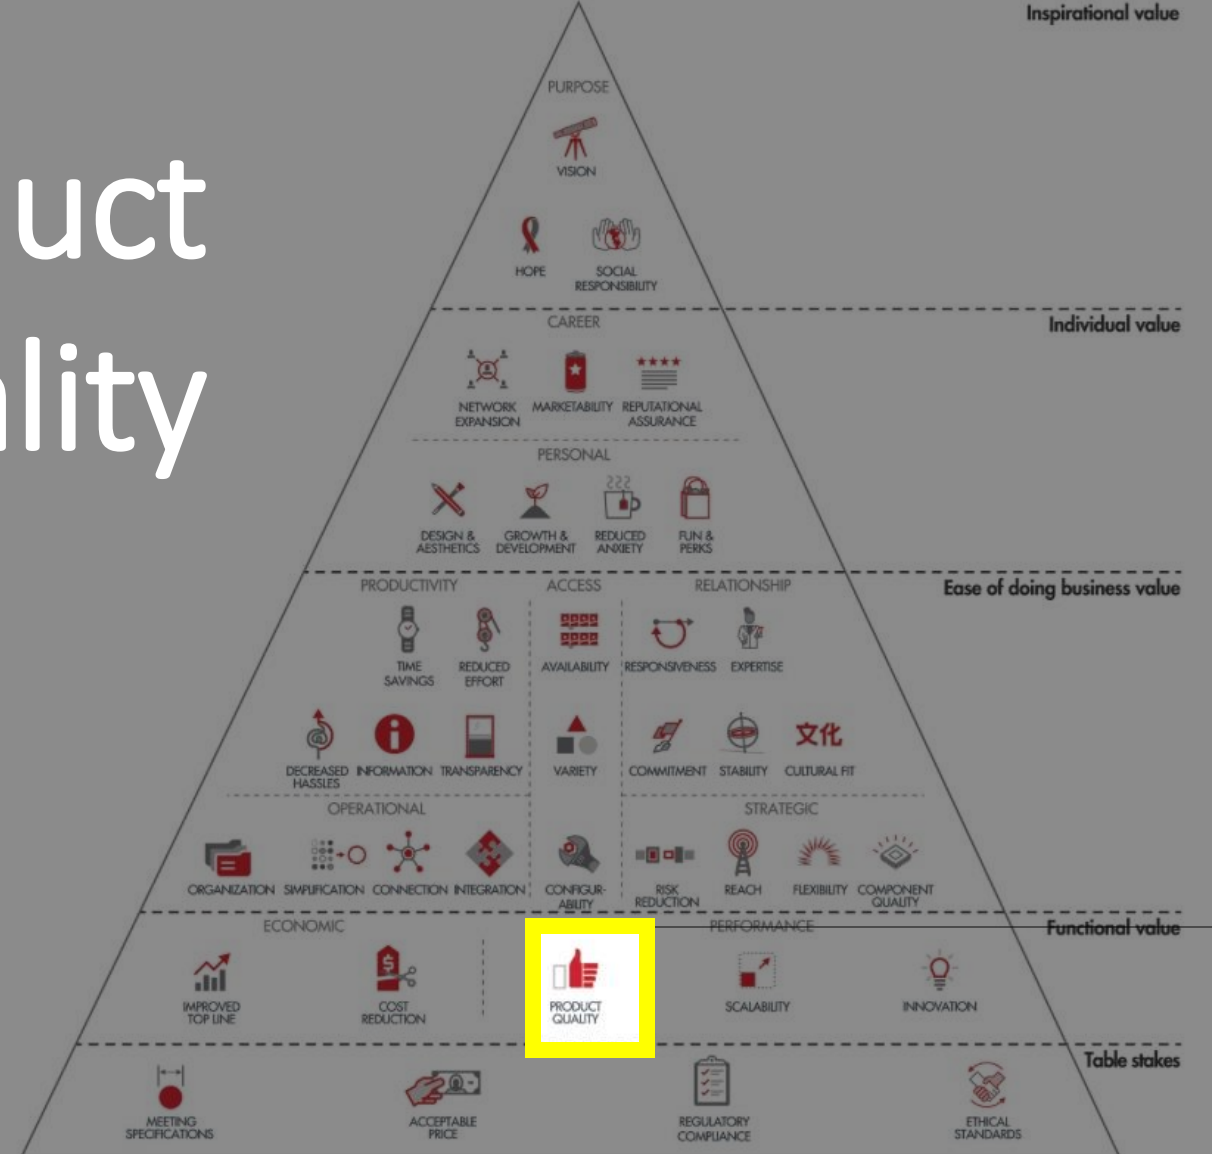 Inspirational value
PURPOSE
VISION
uct
HOPE
SOCIAL
RESPONSIBILITY
Individual value
CAREER
lity
NETWORK
EXPANSION
MARKETABILITY
REPUTATIONAL
ASSURANCE
PERSONAL
DESIGN &
AESTHETICS
GROWTH &
DEVELOPMENT
REDUCED
ANXIETY
FUN &
PERKS
Ease of doing business value
PRODUCTIVITY
ACCESS
RELATIONSHIP
TIME
SAVINGS
REDUCED
EFFORT
AVAILABILITY
RESPONSIVENESS
EXPERTISE
文化
DECREASED
HASSLES
INFORMATION
TRANSPARENCY
VARIETY
COMMITMENT
STABILITY
CULTURAL FIT
OPERATIONAL
STRATEGIC
ORGANIZATION
SIMPLIFICATION
CONNECTION
INTEGRATION
CONFIGUR-
ABILITY
RISK
REDUCTION
REACH
FLEXIBILITY
COMPONENT
QUALITY
Functional value
ECONOMIC
PERFORMANCE
IMPROVED
TOP LINE
COST
REDUCTION
PRODUCT
QUALITY
SCALABILITY
INNOVATION
Table stakes
MEETING
SPECIFICATIONS
ACCEPTABLE
PRICE
REGULATORY
COMPLIANCE
ETHICAL
STANDARDS